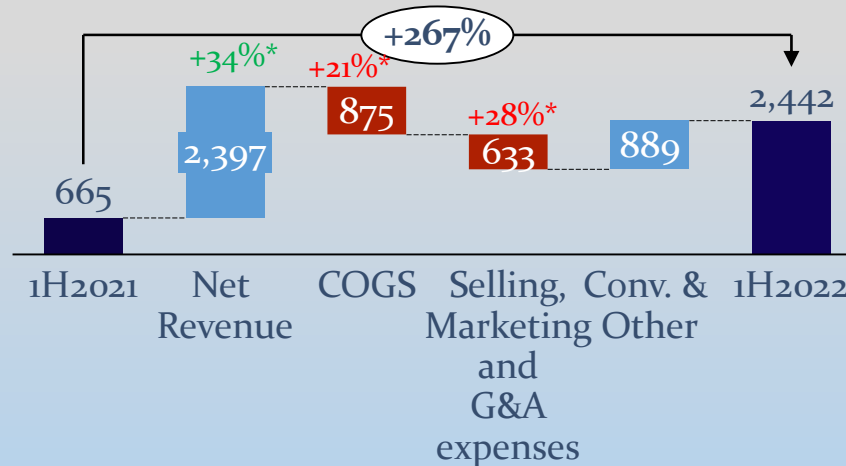 +267%
+34%*
+21%*
+28%*
665
2,397
875
633
889
2,442
1H2021
Net
Revenue
COGS
Selling,
Marketing
and
G&A
expenses
Conv. &
Other
1H2022